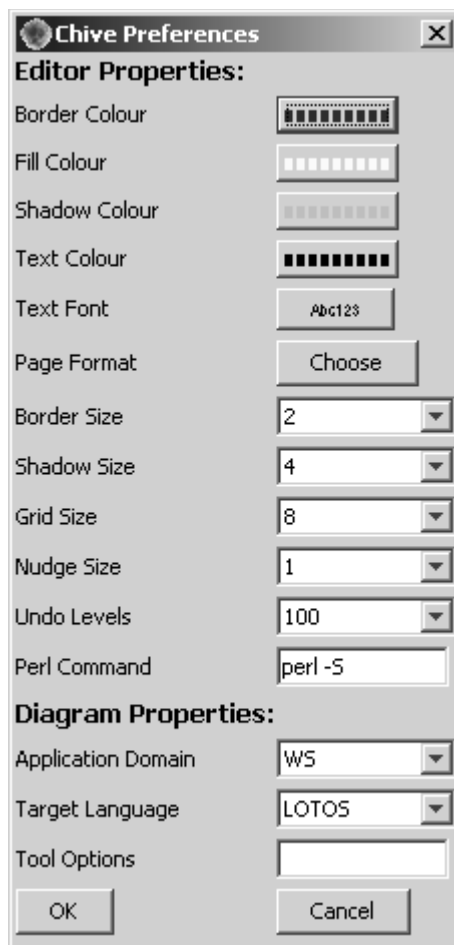 Chive Preferences
Editor Properties:
Border Colour
Fill Colour
Shadow Colour
Text Colour
Text Font Abc123
Page Format Choose
Border Size 2
Shadow Size 4
Grid Size 8
Nudge Size 1
Undo Levels 100
Perl Command perl -S
Diagram Properties:
Application Domain WS
Target Language LOTOS
Tool Options
OK Cancel